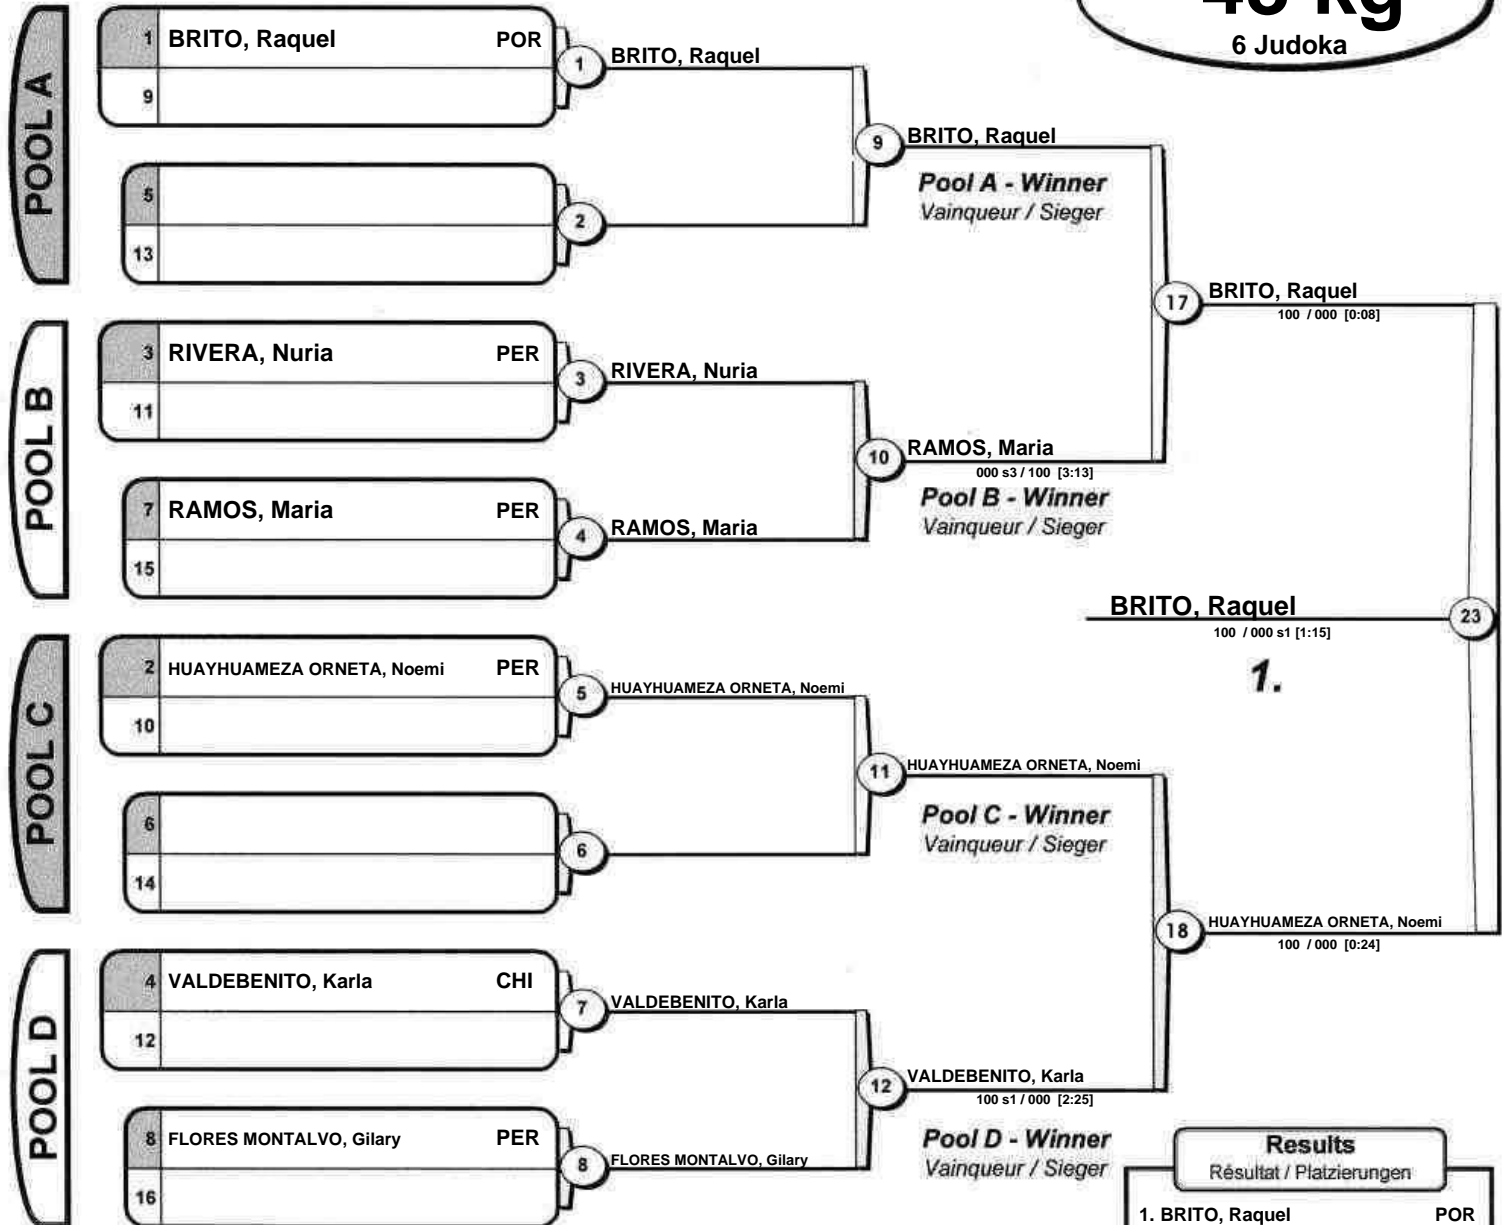 6 Judoka
POOL A
1 BRITO, Raquel POR
9
1 BRITO, Raquel
5
13
2
9 BRITO, Raquel
Pool A - Winner
Vainqueur / Sieger
POOL B
3 RIVERA, Nuria PER
11
3 RIVERA, Nuria
7 RAMOS, Maria PER
15
4 RAMOS, Maria
10 RAMOS, Maria
000 s3 / 100 [3:13]
Pool B - Winner
Vainqueur / Sieger
17 BRITO, Raquel
100 / 000 [0:08]
BRITO, Raquel 23
100 / 000 s1 [1:15]
1.
POOL C
2 HUAYHUAMEZA ORNETA, Noemi PER
10
5 HUAYHUAMEZA ORNETA, Noemi
6
14
6
11 HUAYHUAMEZA ORNETA, Noemi
Pool C - Winner
Vainqueur / Sieger
18 HUAYHUAMEZA ORNETA, Noemi
100 / 000 [0:24]
POOL D
4 VALDEBENITO, Karla CHI
12
7 VALDEBENITO, Karla
8 FLORES MONTALVO, Gilary PER
16
8 FLORES MONTALVO, Gilary
12 VALDEBENITO, Karla
100 s1 / 000 [2:25]
Pool D - Winner
Vainqueur / Sieger
Results
Résultat / Platzierungen
1. BRITO, Raquel POR